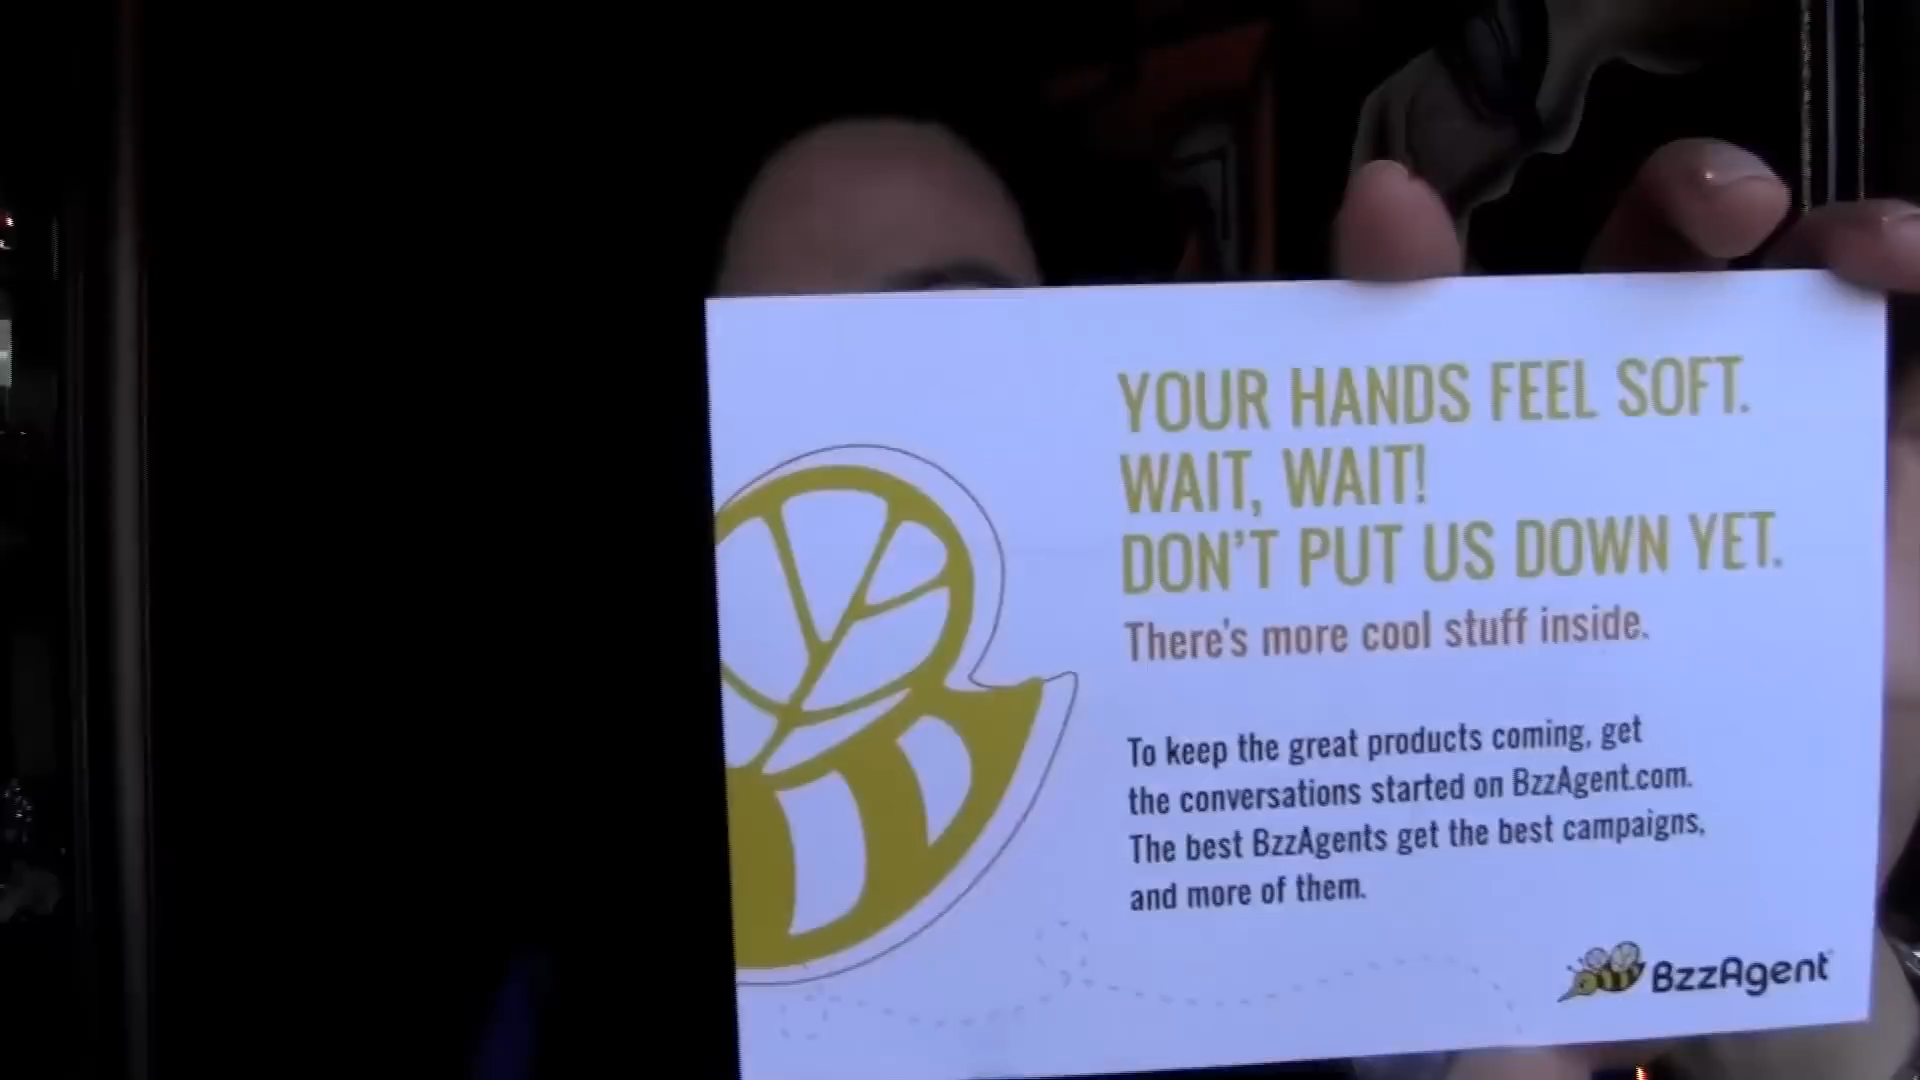 YOUR HANDS FEEL SOFT.
WAIT, WAIT!
DON'T PUT US DOWN YET.
There's more cool stuff inside.
To keep the great products coming, get
the conversations started on BzzAgent.com.
The best BzzAgents get the best campaigns,
and more of them.
BzzAgent